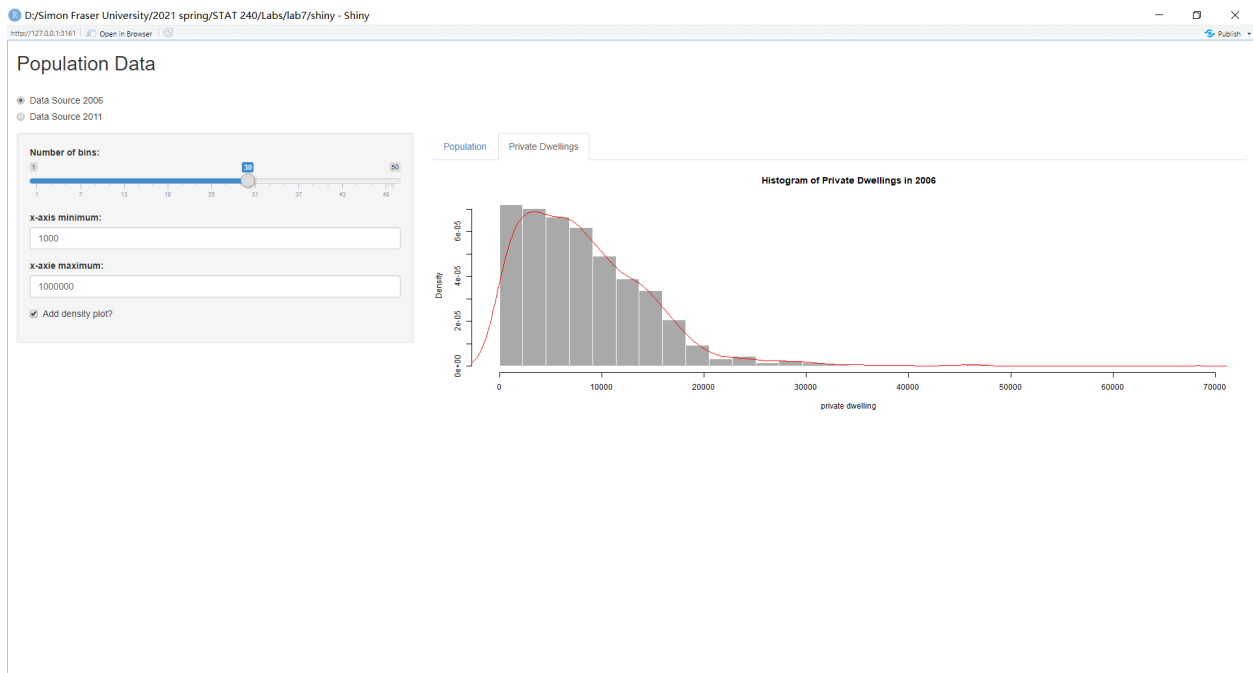 D:/Simon Fraser University/2021 spring/STAT 240/Labs/lab7/shiny - Shiny
http://127.0.0.1:3161 Open in Browser Publish
Population Data
Data Source 2006
Data Source 2011
Number of bins:
1 30 50
1 7 13 19 25 31 37 43 49
x-axis minimum:
1000
x-axie maximum:
1000000
Add density plot?
Population Private Dwellings
Histogram of Private Dwellings in 2006
Density
6e-05
4e-05
2e-05
0e+00
0 10000 20000 30000 40000 50000 60000 70000
private dwelling